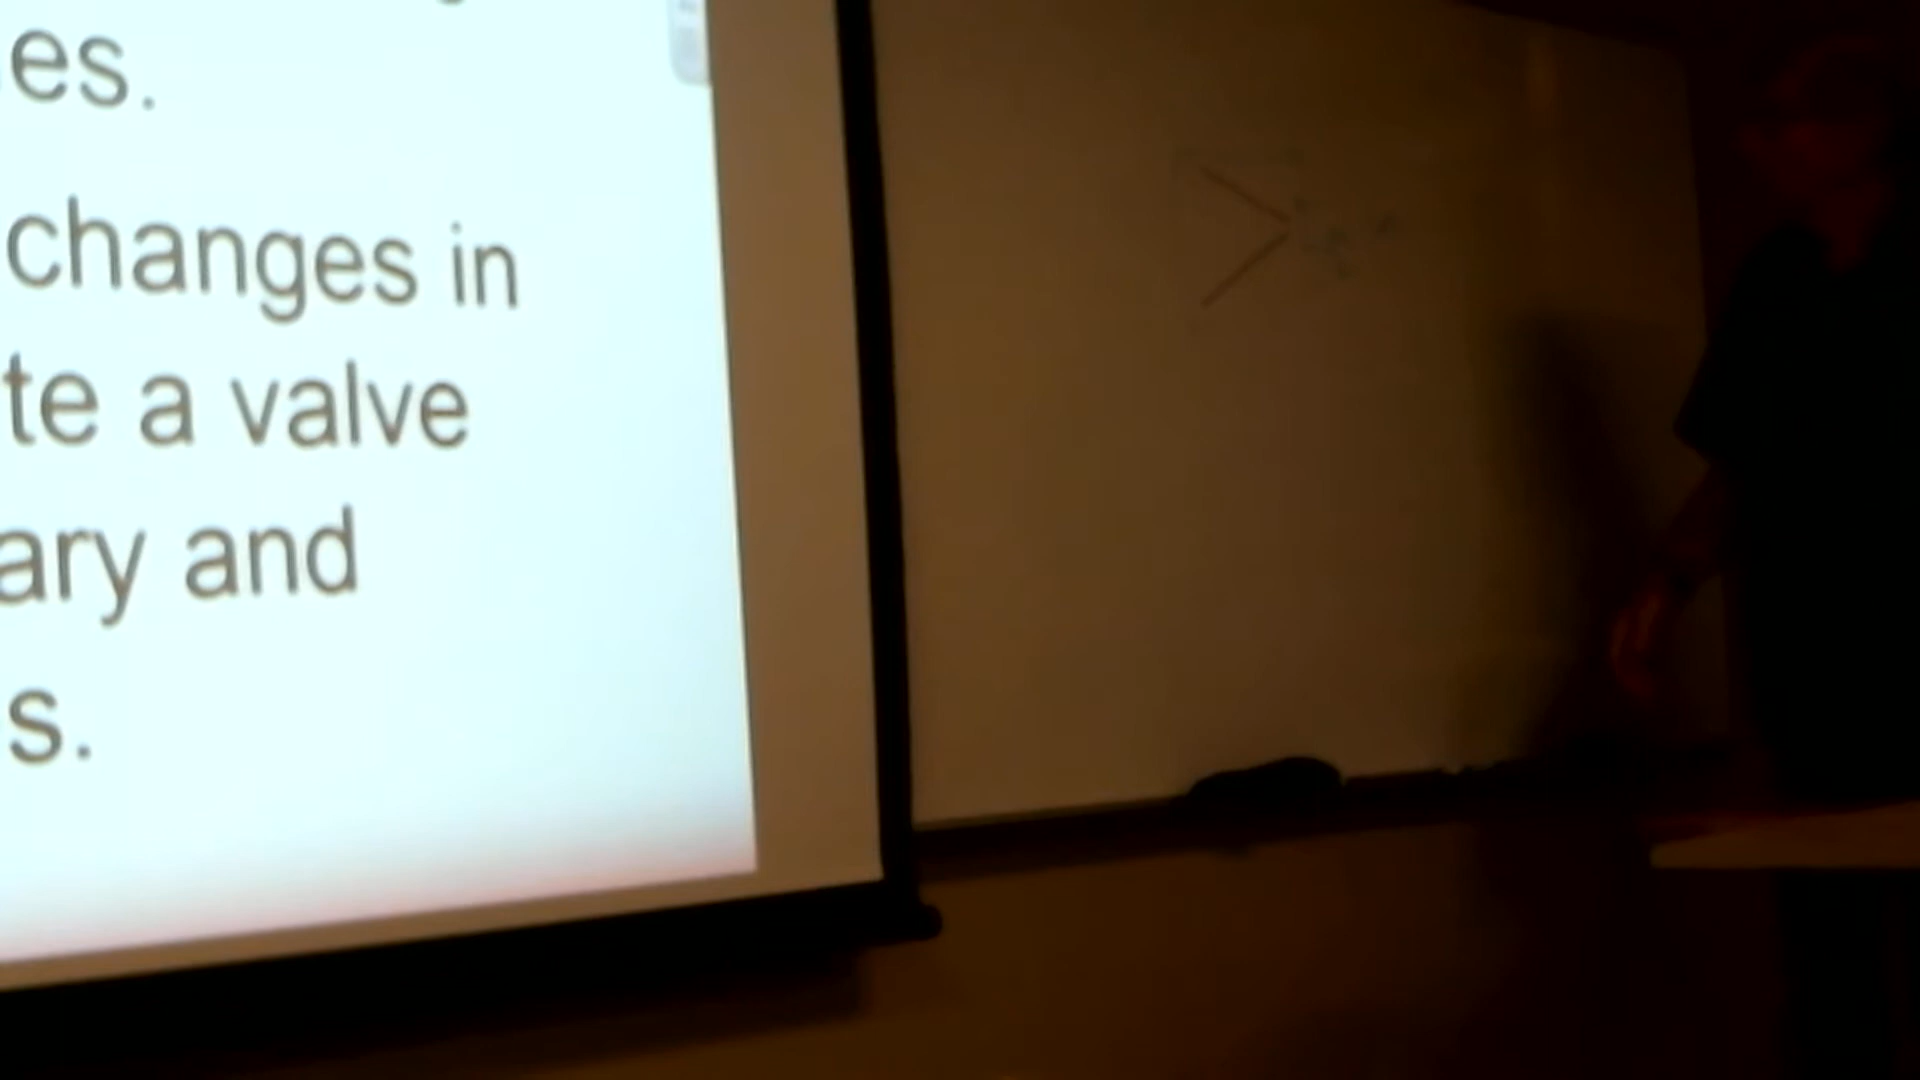 es.
changes in
te a valve
ary and
s.